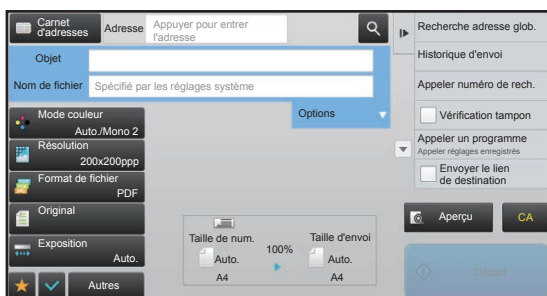 Carnet
d'adresses
Adresse
Appuyer pour entrer
l'adresse
Objet
Nom de fichier
Spécifié par les réglages système
Options
Mode couleur
Auto./Mono 2
Résolution
200x200ppp
Format de fichier
PDF
Original
Exposition
Auto.
Autres
Taille de num.
100%
Taille d'envoi
Auto.
Auto.
A4
A4
Recherche adresse glob.
Historique d'envoi
Appeler numéro de rech.
Vérification tampon
Appeler un programme
Appeler réglages enregistrés
Envoyer le lien
de destination
Aperçu
CA
Départ